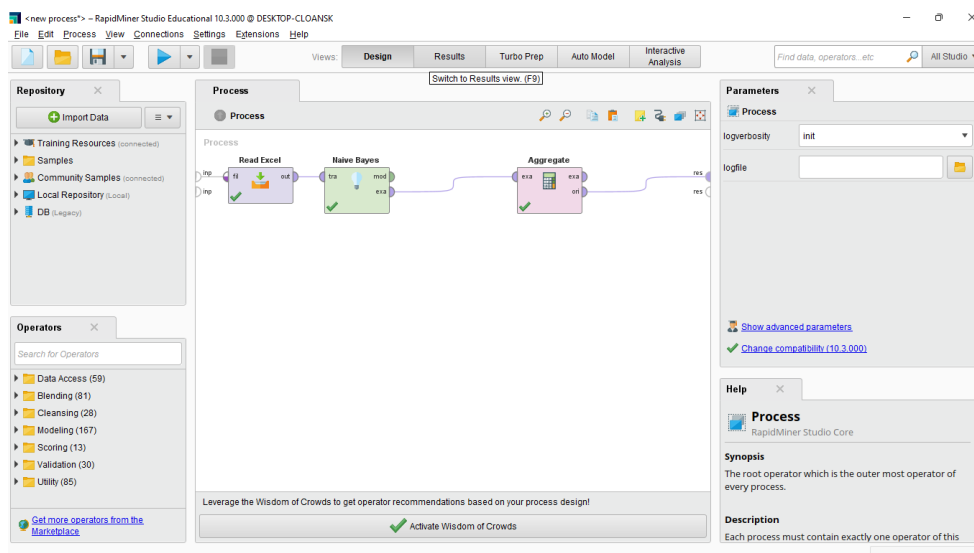 <new process*> – RapidMiner Studio Educational 10.3.000 @ DESKTOP-CLOANSK
File Edit Process View Connections Settings Extensions Help
Views: Design Results Turbo Prep Auto Model Interactive Analysis
Find data, operators...etc All Studio
Switch to Results view. (F9)
Repository
Import Data
Training Resources (connected)
Samples
Community Samples (connected)
Local Repository (Local)
DB (Legacy)
Operators
Search for Operators
Data Access (59)
Blending (81)
Cleansing (28)
Modeling (167)
Scoring (13)
Validation (30)
Utility (85)
Get more operators from the
Marketplace
Process
Process
Process
Read Excel Naive Bayes Aggregate
inp fil out tra mod exa exa res
inp exa ori res
Leverage the Wisdom of Crowds to get operator recommendations based on your process design!
Activate Wisdom of Crowds
Parameters
Process
logverbosity init
logfile
Show advanced parameters
Change compatibility (10.3.000)
Help
Process
RapidMiner Studio Core
Synopsis
The root operator which is the outer most operator of
every process.
Description
Each process must contain exactly one operator of this